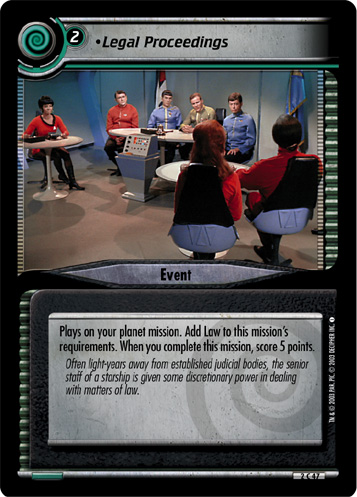 2
•Legal Proceedings
Event
Plays on your planet mission. Add Law to this mission's
requirements. When you complete this mission, score 5 points.
Often light-years away from established judicial bodies, the senior
staff of a starship is given some discretionary power in dealing
with matters of law.
TM & © 2003 PAR. PIC. © 2003 DECIPHER INC.
2 C 47